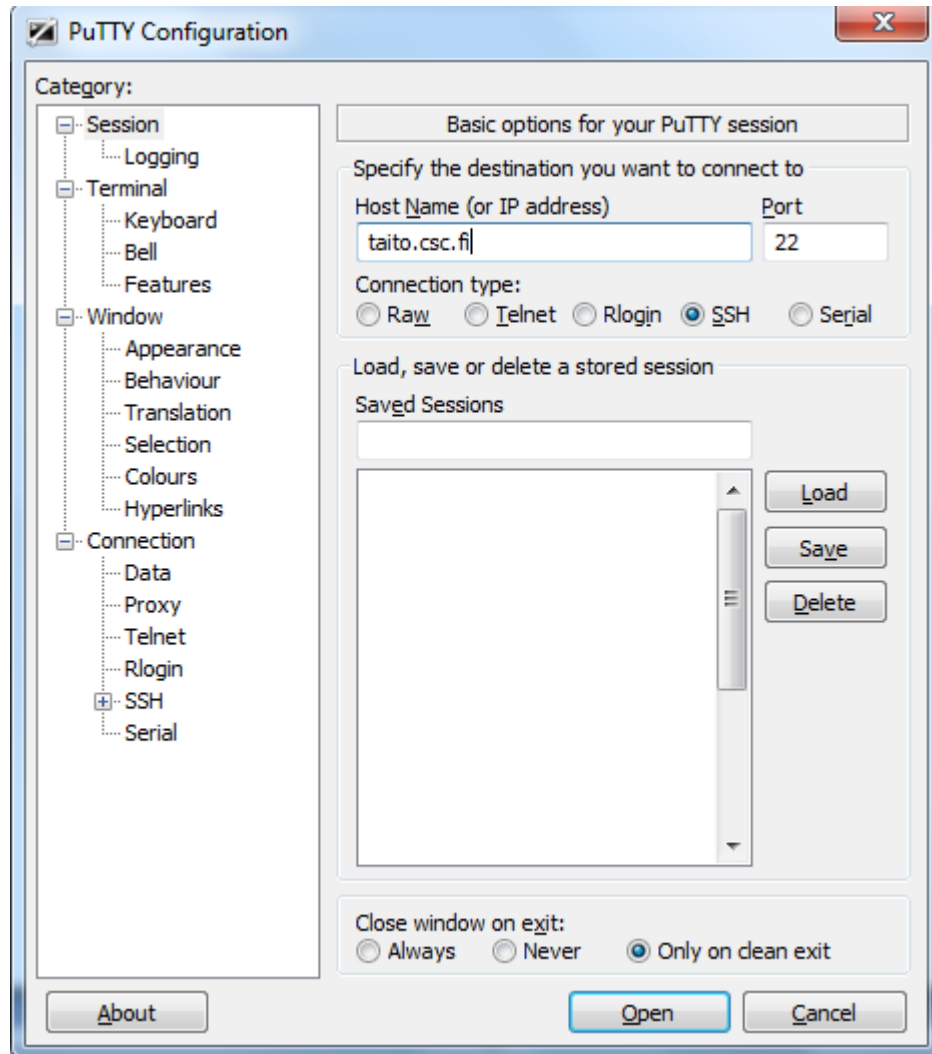 PuTTY Configuration
Category:
Session
Logging
Terminal
Keyboard
Bell
Features
Window
Appearance
Behaviour
Translation
Selection
Colours
Hyperlinks
Connection
Data
Proxy
Telnet
Rlogin
SSH
Serial
Basic options for your PuTTY session
Specify the destination you want to connect to
Host Name (or IP address) Port
taito.csc.fi 22
Connection type:
Raw Telnet Rlogin SSH Serial
Load, save or delete a stored session
Saved Sessions
Load
Save
Delete
Close window on exit:
Always Never Only on clean exit
About Open Cancel